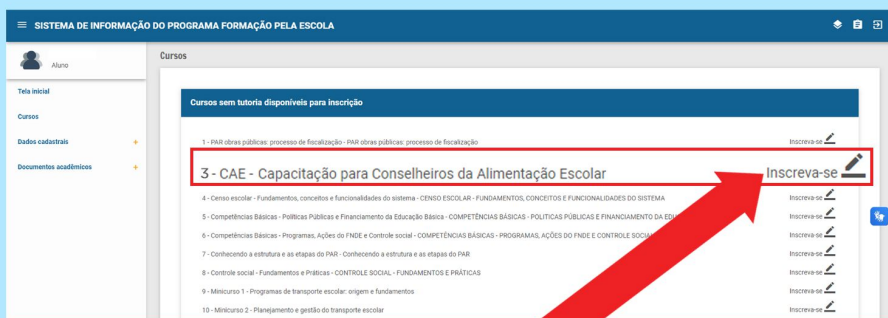 SISTEMA DE INFORMAÇÃO DO PROGRAMA FORMAÇÃO PELA ESCOLA
Aluno
Cursos
Tela inicial
Cursos
Dados cadastrais +
Documentos acadêmicos +
Cursos sem tutoria disponíveis para inscrição
1 - PAR obras públicas: processo de fiscalização - PAR obras públicas: processo de fiscalização Inscreva-se
3 - CAE - Capacitação para Conselheiros da Alimentação Escolar Inscreva-se
4 - Censo escolar - Fundamentos, conceitos e funcionalidades do sistema - CENSO ESCOLAR - FUNDAMENTOS, CONCEITOS E FUNCIONALIDADES DO SISTEMA Inscreva-se
5 - Competências Básicas - Políticas Públicas e Financiamento da Educação Básica - COMPETÊNCIAS BÁSICAS - POLITICAS PÚBLICAS E FINANCIAMENTO DA Inscreva-se
6 - Competências Básicas - Programas, Ações do FNDE e Controle social - COMPETÊNCIAS BÁSICAS - PROGRAMAS, AÇÕES DO FNDE E CONTROLE Inscreva-se
7 - Conhecendo a estrutura e as etapas do PAR - Conhecendo a estrutura e as etapas do PAR Inscreva-se
8 - Controle social - Fundamentos e Práticas - CONTROLE SOCIAL - FUNDAMENTOS E PRÁTICAS Inscreva-se
9 - Minicurso 1 - Programas de transporte escolar: origem e fundamentos Inscreva-se
10 - Minicurso 2 - Planejamento e gestão do transporte escolar Inscreva-se